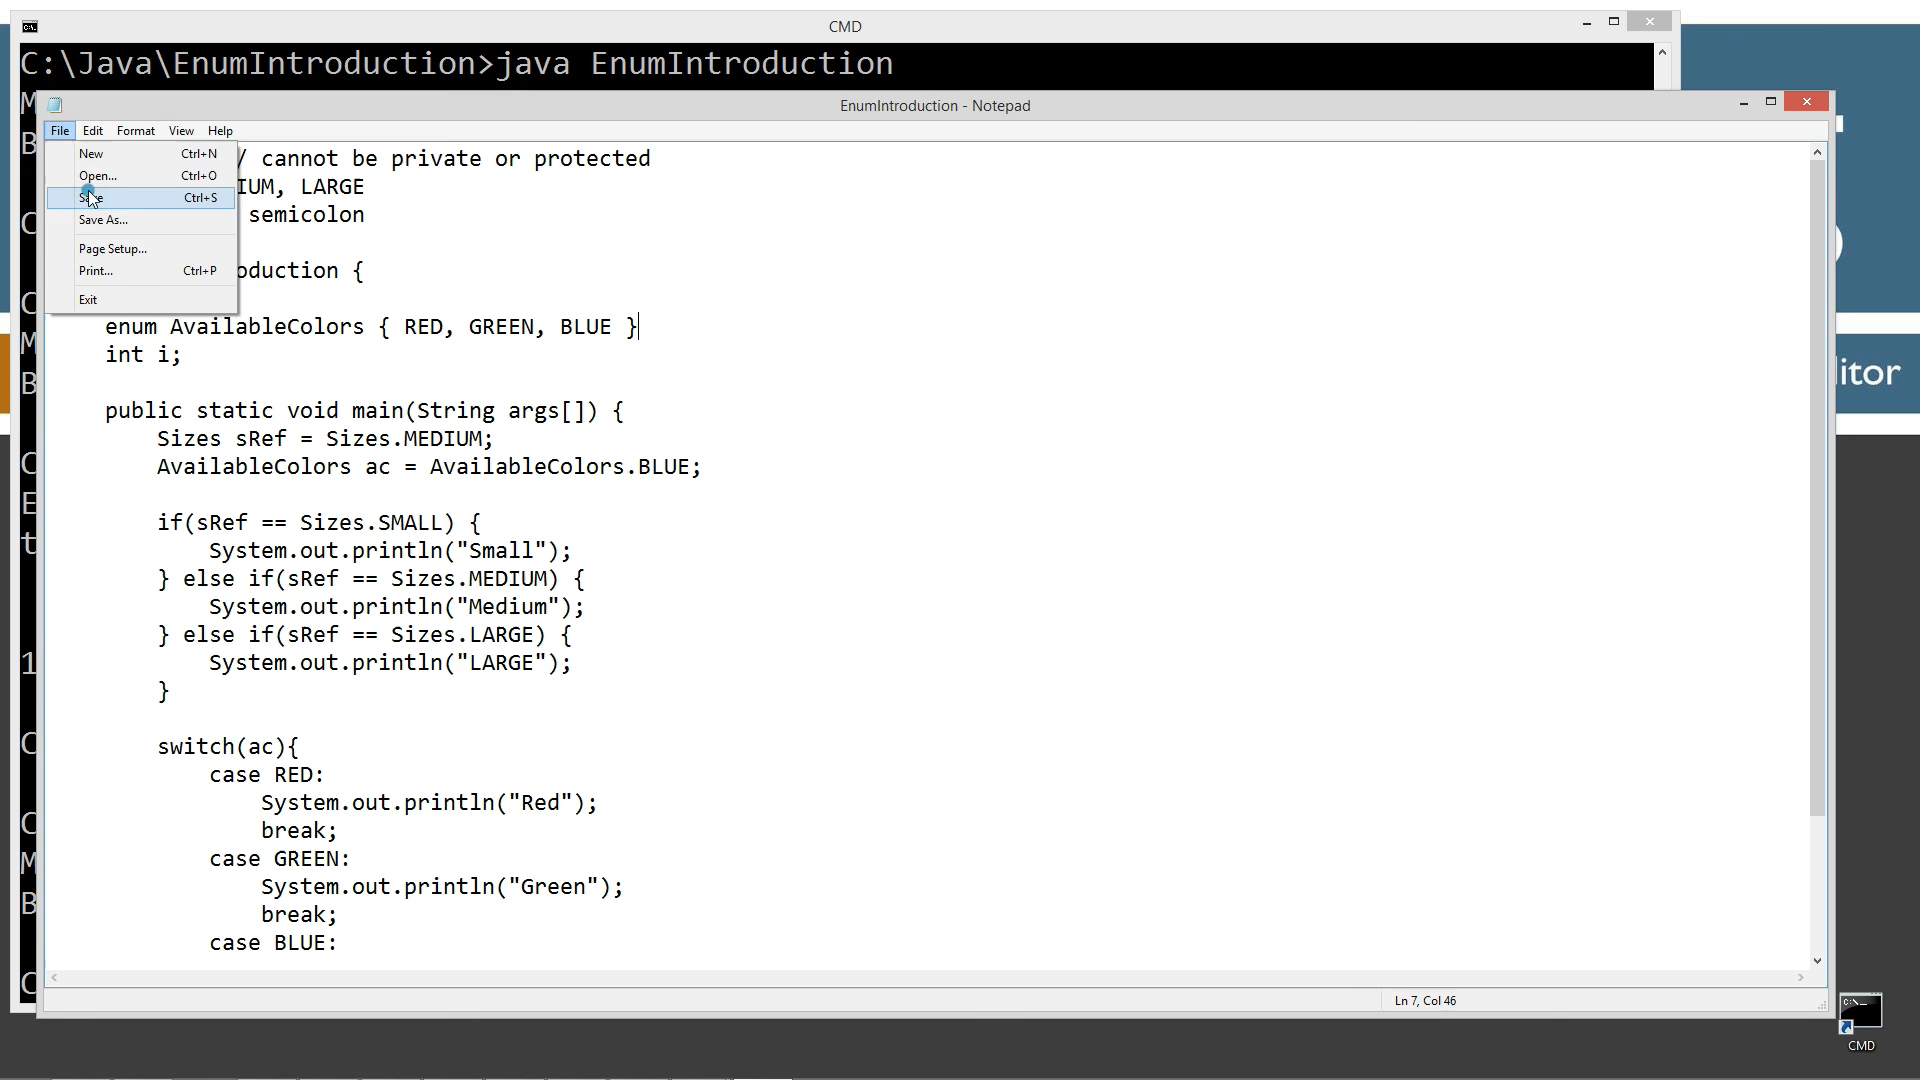 CMD
C:\Java\EnumIntroduction>java EnumIntroduction
EnumIntroduction - Notepad
File Edit Format View Help
New Ctrl+N
Open... Ctrl+O
Save Ctrl+S
Save As...
Page Setup...
Print... Ctrl+P
Exit
/ cannot be private or protected
IUM, LARGE
semicolon
oduction {
enum AvailableColors { RED, GREEN, BLUE }
int i;
public static void main(String args[]) {
Sizes sRef = Sizes.MEDIUM;
AvailableColors ac = AvailableColors.BLUE;
if(sRef == Sizes.SMALL) {
System.out.println("Small");
} else if(sRef == Sizes.MEDIUM) {
System.out.println("Medium");
} else if(sRef == Sizes.LARGE) {
System.out.println("LARGE");
}
switch(ac){
case RED:
System.out.println("Red");
break;
case GREEN:
System.out.println("Green");
break;
case BLUE:
Ln 7, Col 46
itor
CMD